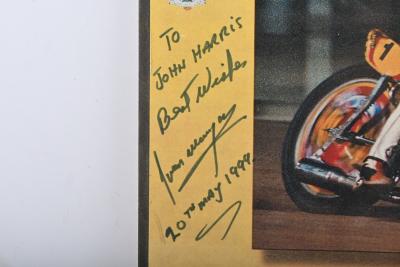 TO
JOHN HARRIS
Best Wishes
20TH MAY 1999.
1